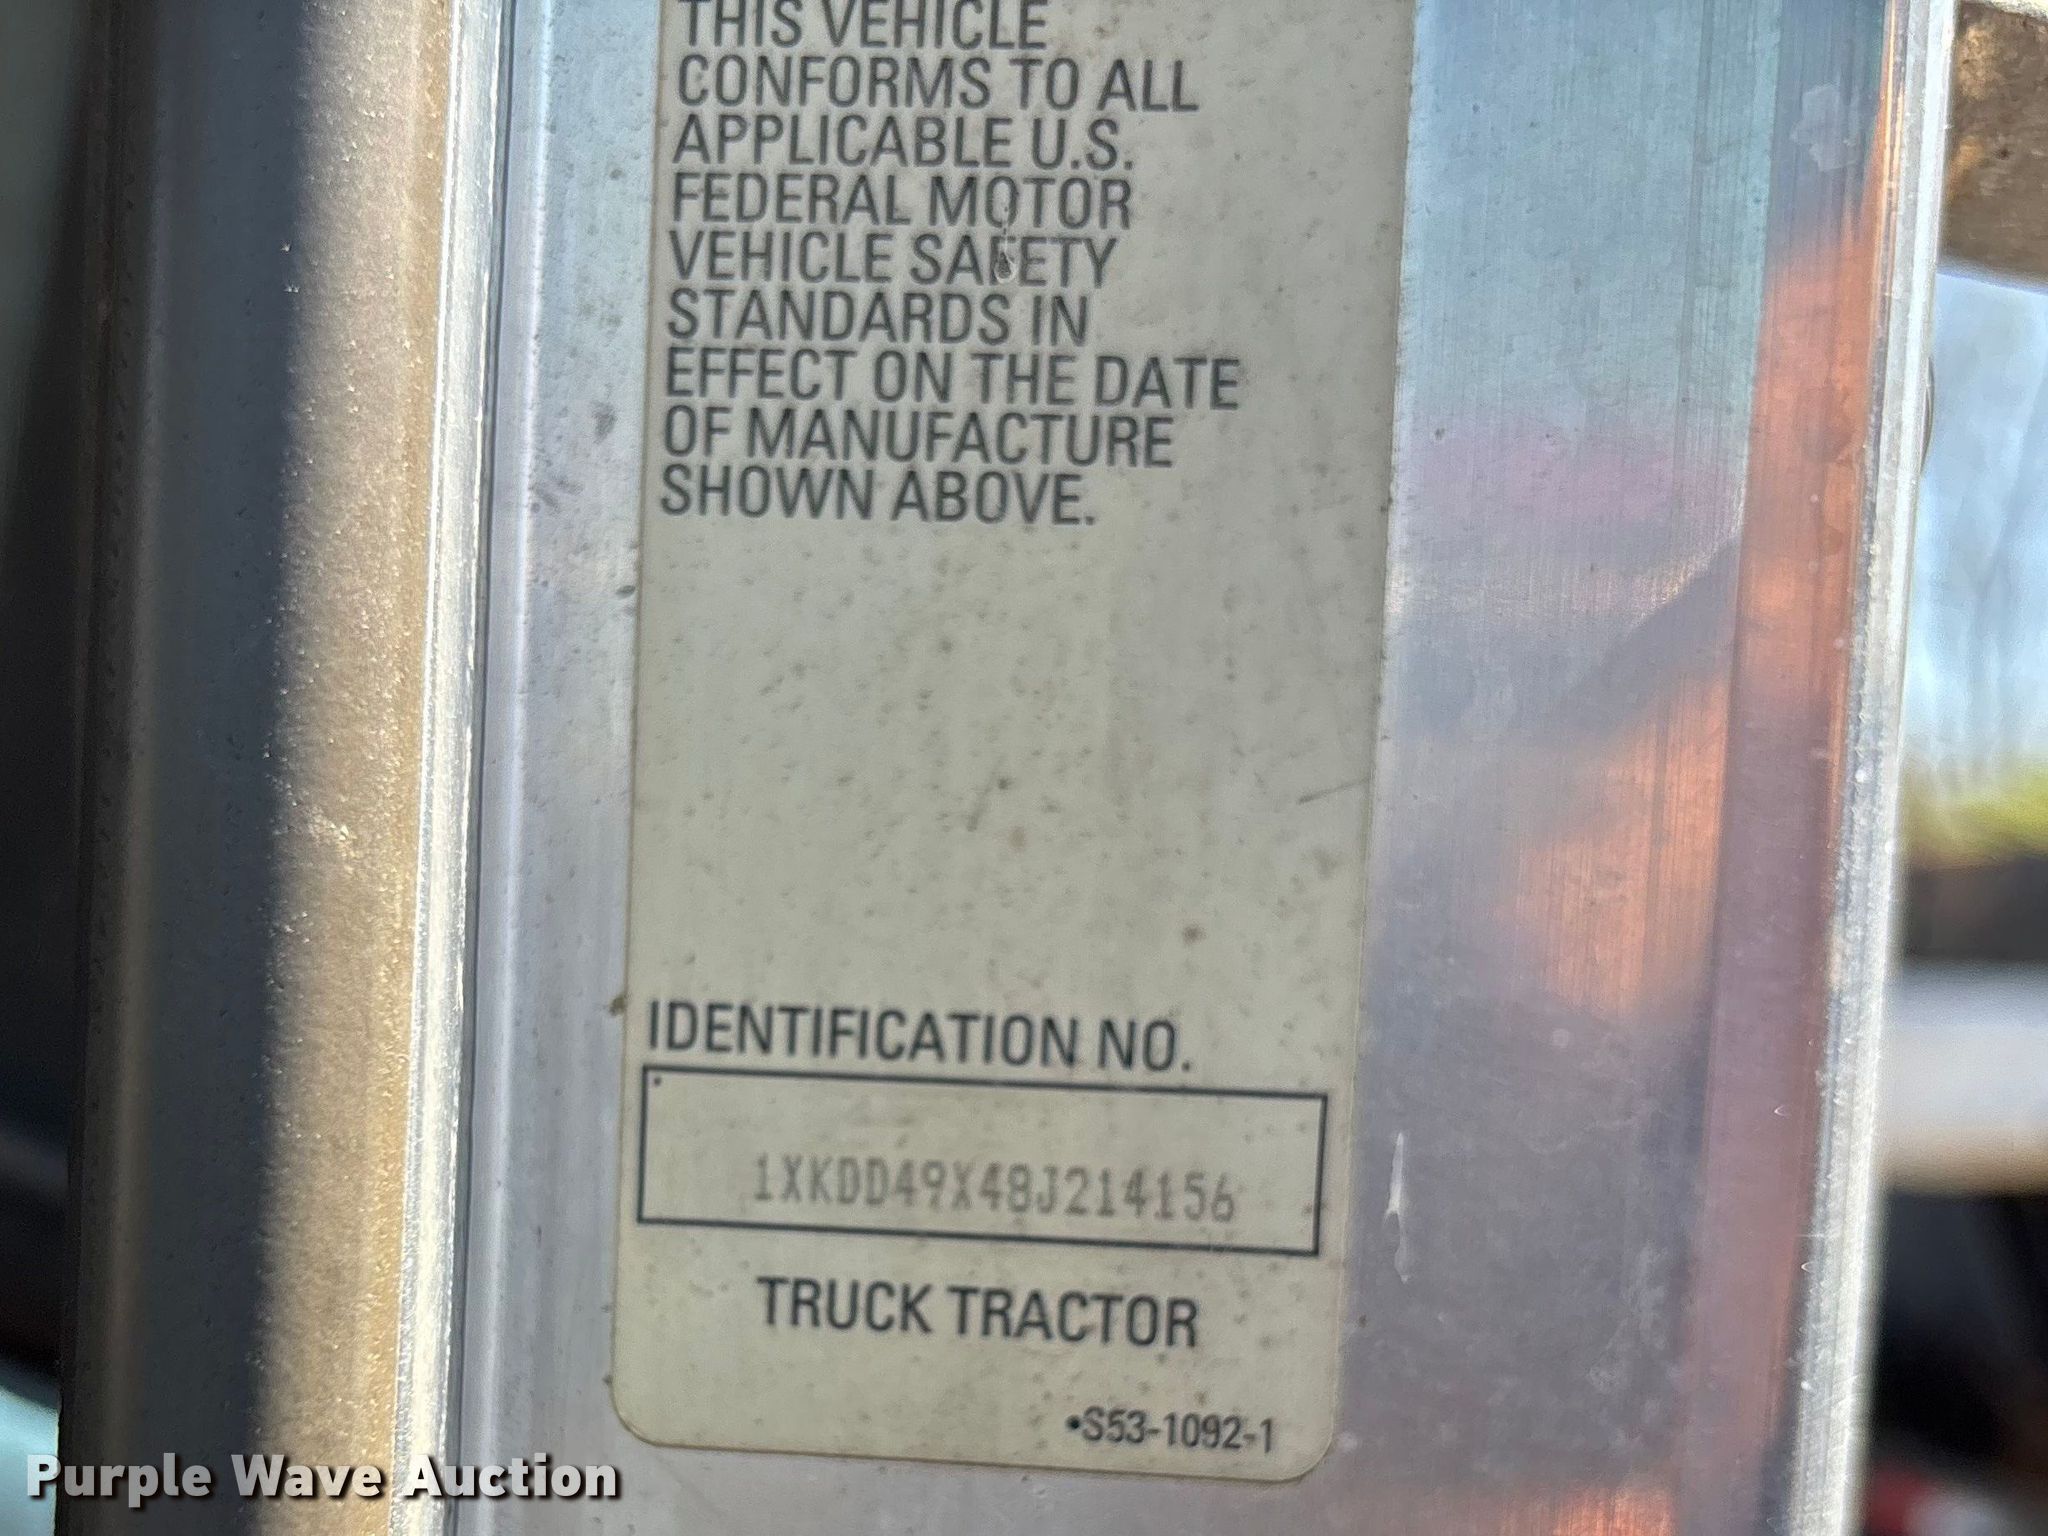 THIS VEHICLE
CONFORMS TO ALL
APPLICABLE U.S.
FEDERAL MOTOR
VEHICLE SAFETY
STANDARDS IN
EFFECT ON THE DATE
OF MANUFACTURE
SHOWN ABOVE.
IDENTIFICATION NO.
1XKDD49X48J214156
TRUCK TRACTOR
•S53-1092-1
Purple Wave Auction